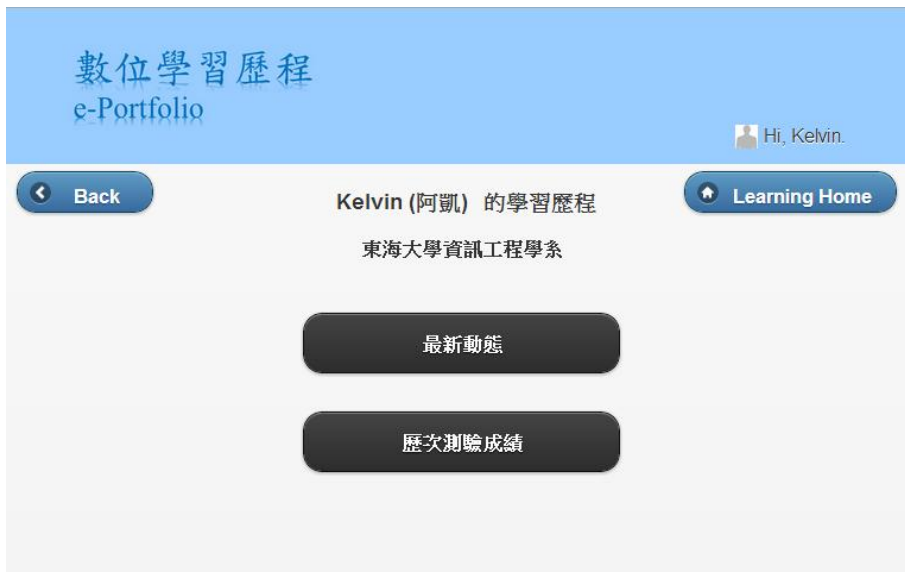 數位學習歷程
e-Portfolio
Hi, Kelvin.
Back
Kelvin (阿凱) 的學習歷程
Learning Home
東海大學資訊工程學系
最新動態
歷次測驗成績